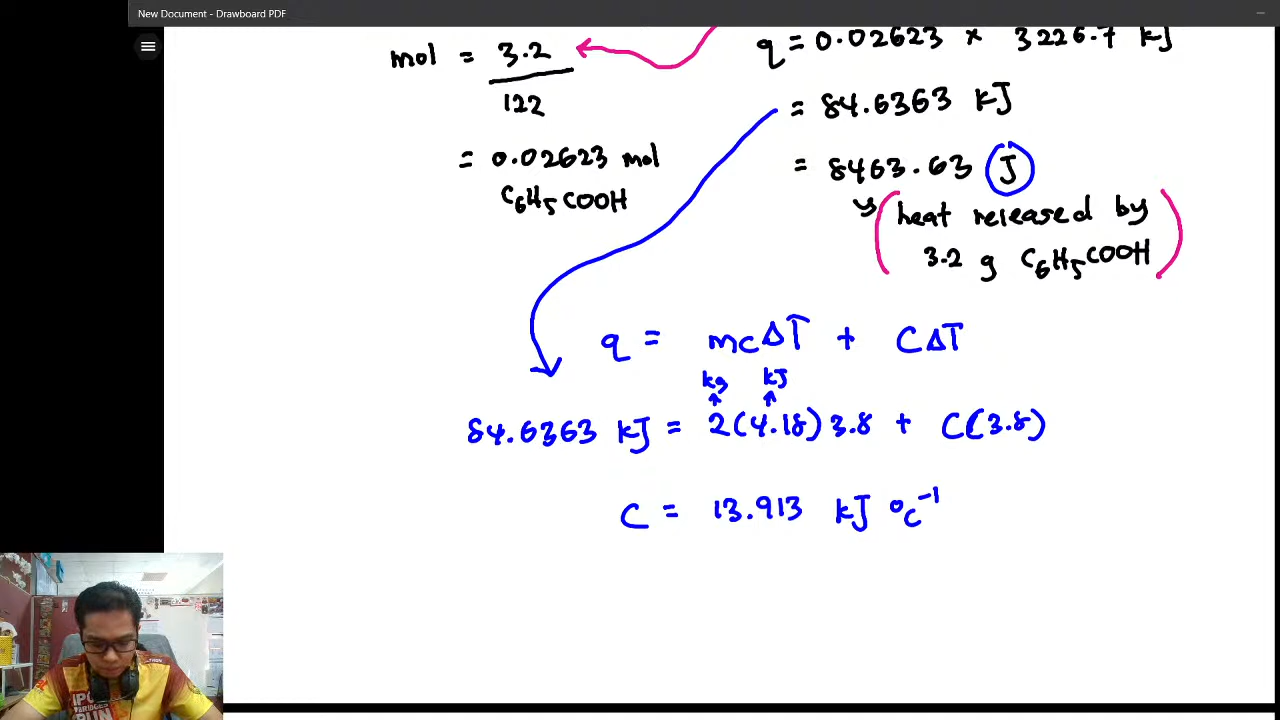 New Document - Drawboard PDF
mol = 3.2
122
= 0.02623 mol
C6H5COOH
q = 0.02623 × 3226.7 kJ
= 84.6363 kJ
= 8463.63 J
(heat released by
3.2 g C6H5COOH)
q = mcΔT + CΔT
kg kJ
84.6363 kJ = 2(4.18)3.8 + C(3.8)
C = 13.913 kJ °C⁻¹